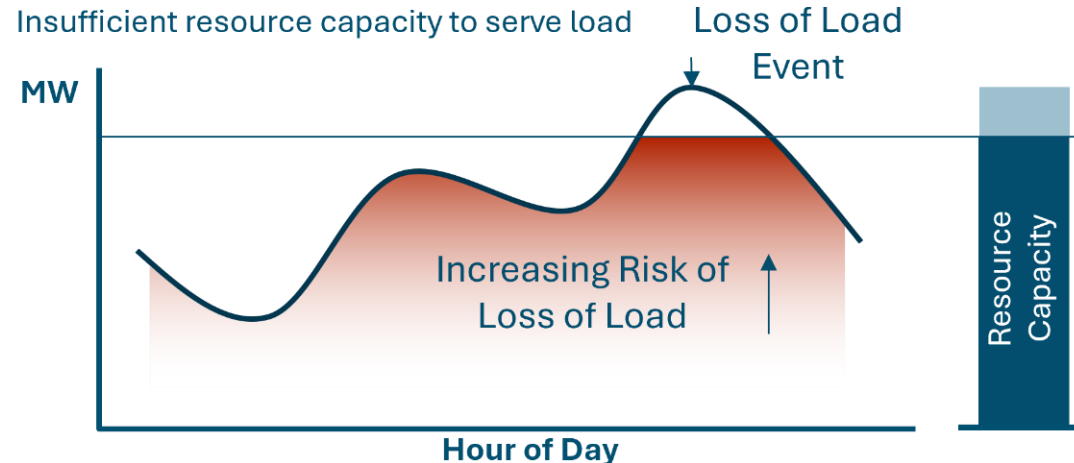 Insufficient resource capacity to serve load
Loss of Load
Event
MW
Increasing Risk of
Loss of Load
Resource
Capacity
Hour of Day